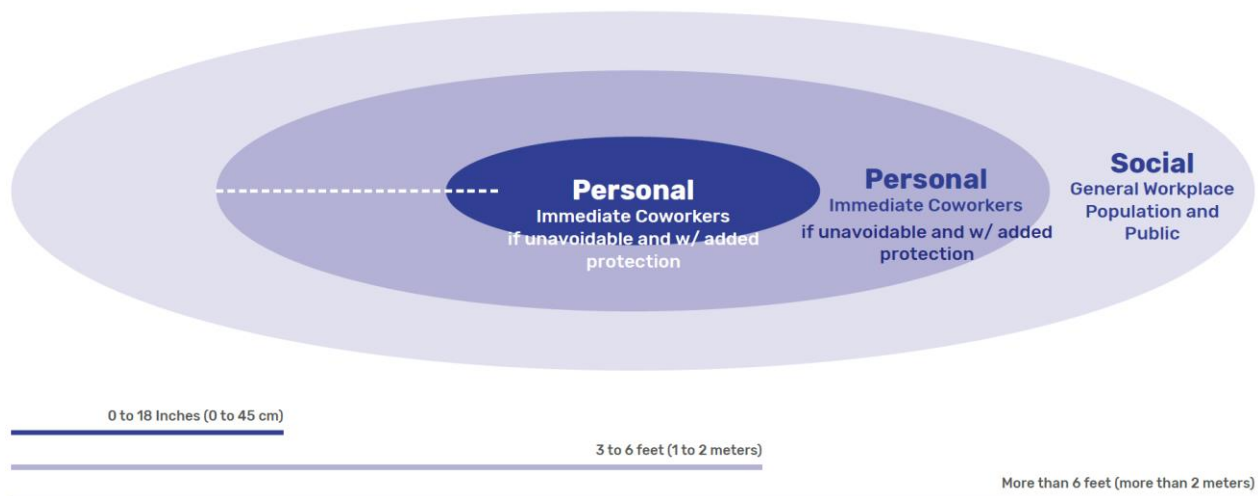 Personal
Immediate Coworkers
if unavoidable and w/ added
protection
Personal
Immediate Coworkers
if unavoidable and w/ added
protection
Social
General Workplace
Population and
Public
0 to 18 Inches (0 to 45 cm)
3 to 6 feet (1 to 2 meters)
More than 6 feet (more than 2 meters)